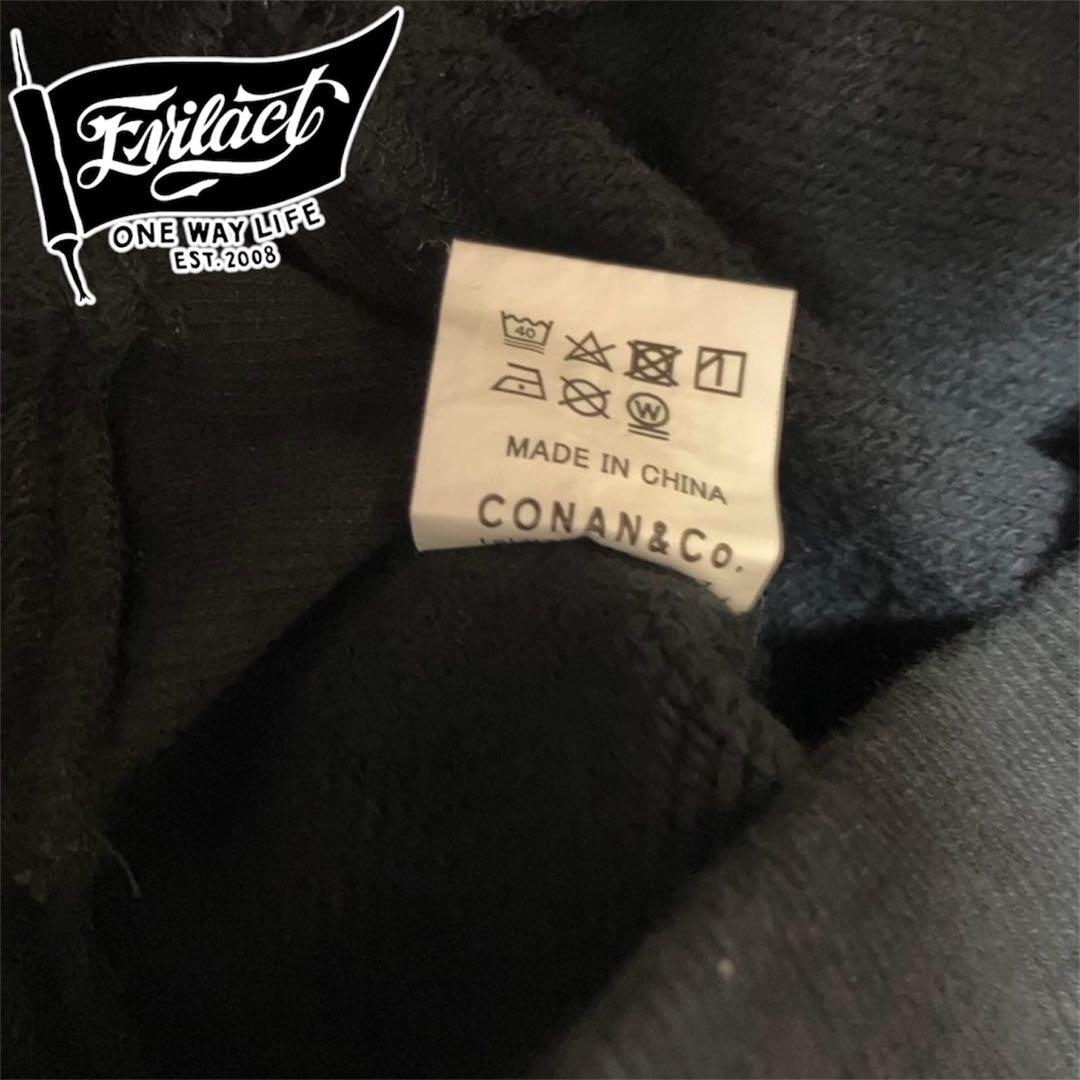 Evilact
ONE WAY LIFE
EST. 2008
40
W
MADE IN CHINA
CONAN&Co.